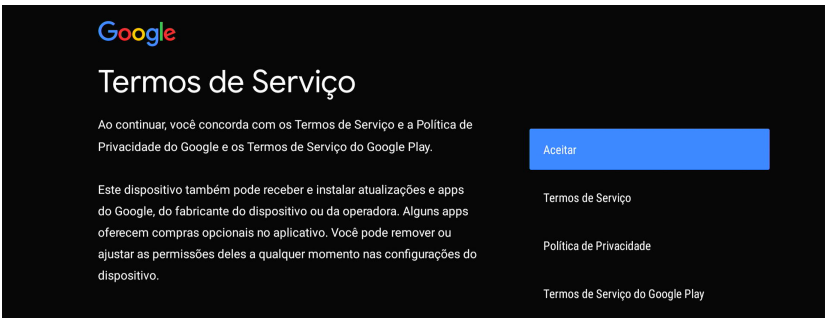 Google
Termos de Serviço
Ao continuar, você concorda com os Termos de Serviço e a Política de
Privacidade do Google e os Termos de Serviço do Google Play.
Este dispositivo também pode receber e instalar atualizações e apps
do Google, do fabricante do dispositivo ou da operadora. Alguns apps
oferecem compras opcionais no aplicativo. Você pode remover ou
ajustar as permissões deles a qualquer momento nas configurações do
dispositivo.
Aceitar
Termos de Serviço
Política de Privacidade
Termos de Serviço do Google Play